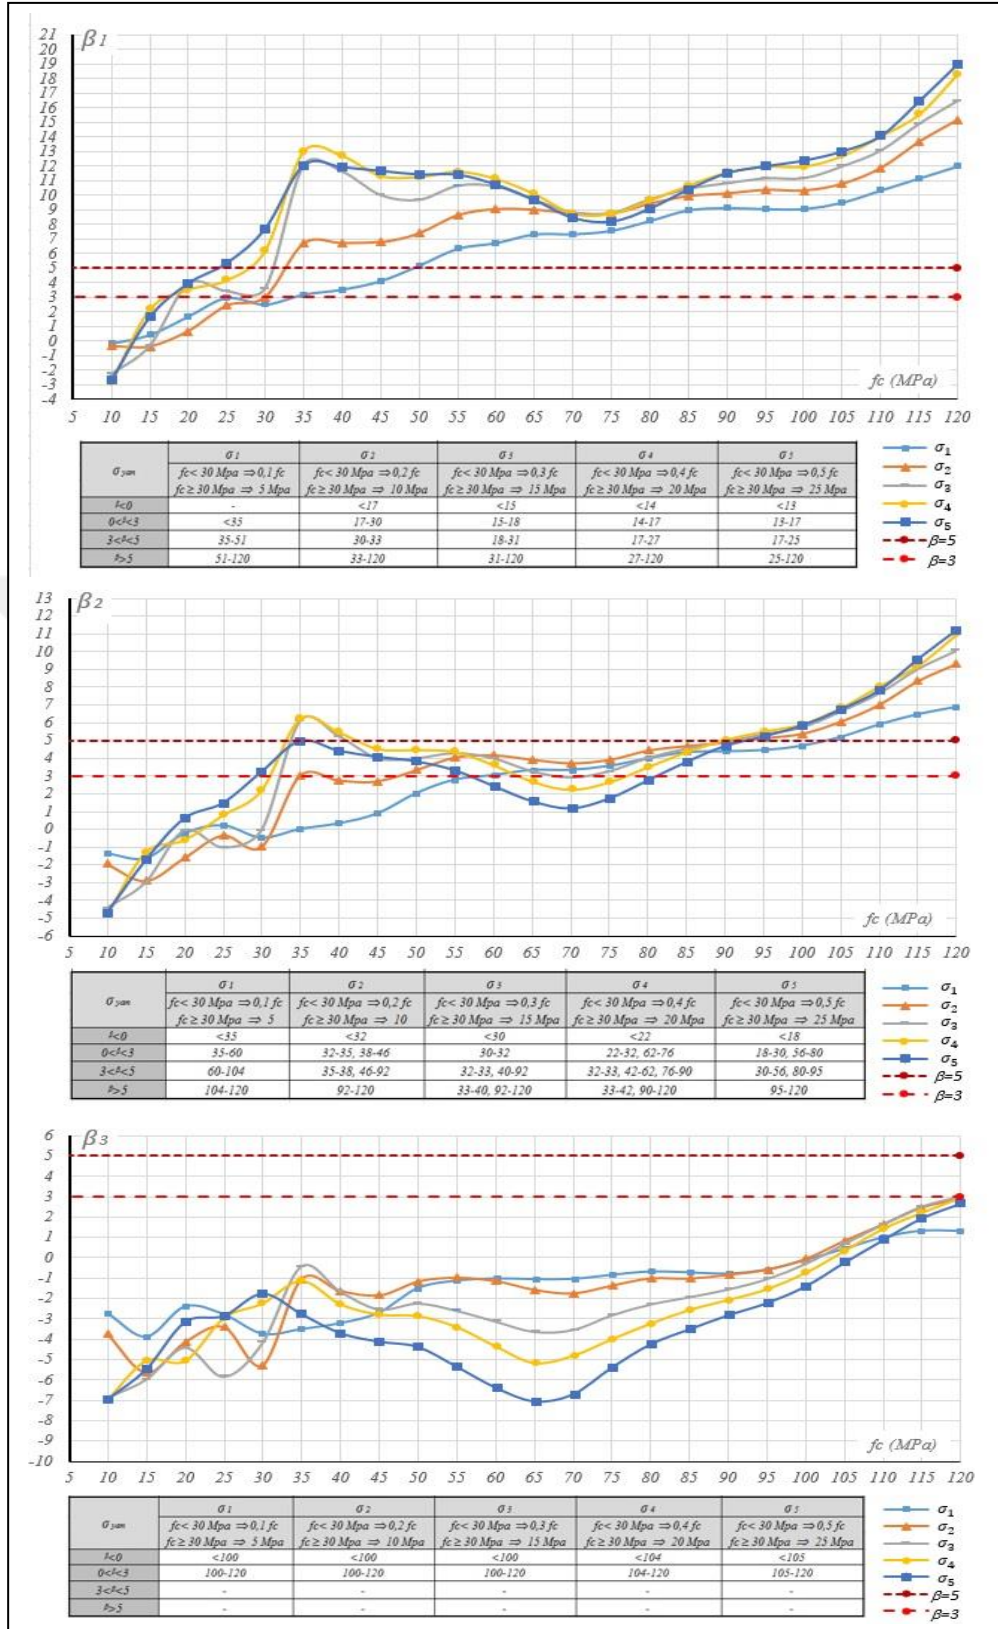 β1
21
20
19
18
17
16
15
14
13
12
11
10
9
8
7
6
5
4
3
2
1
0
-1
-2
-3
-4
fc (MPa)
5 10 15 20 25 30 35 40 45 50 55 60 65 70 75 80 85 90 95 100 105 110 115 120
σyan σ1 σ2 σ3 σ4 σ5
fc< 30 Mpa ⇒0,1 fc fc< 30 Mpa ⇒0,2 fc fc< 30 Mpa ⇒0,3 fc fc< 30 Mpa ⇒0,4 fc fc< 30 Mpa ⇒0,5 fc
fc≥ 30 Mpa ⇒ 5 Mpa fc≥ 30 Mpa ⇒ 10 Mpa fc≥ 30 Mpa ⇒ 15 Mpa fc≥ 30 Mpa ⇒ 20 Mpa fc≥ 30 Mpa ⇒ 25 Mpa
β<0 - <17 <15 <14 <13
0<β<3 <35 17-30 15-18 14-17 13-17
3<β<5 35-51 30-33 18-31 17-27 17-25
β>5 51-120 33-120 31-120 27-120 25-120
σ1
σ2
σ3
σ4
σ5
β=5
β=3
β2
13
12
11
10
9
8
7
6
5
4
3
2
1
0
-1
-2
-3
-4
-5
-6
fc (MPa)
5 10 15 20 25 30 35 40 45 50 55 60 65 70 75 80 85 90 95 100 105 110 115 120
σyan σ1 σ2 σ3 σ4 σ5
fc< 30 Mpa ⇒0,1 fc fc< 30 Mpa ⇒0,2 fc fc< 30 Mpa ⇒0,3 fc fc< 30 Mpa ⇒0,4 fc fc< 30 Mpa ⇒0,5 fc
fc≥ 30 Mpa ⇒ 5 fc≥ 30 Mpa ⇒ 10 fc≥ 30 Mpa ⇒ 15 Mpa fc≥ 30 Mpa ⇒ 20 Mpa fc≥ 30 Mpa ⇒ 25 Mpa
β<0 <35 <32 <30 <22 <18
0<β<3 35-60 32-35, 38-46 30-32 22-32, 62-76 18-30, 56-80
3<β<5 60-104 35-38, 46-92 32-33, 40-92 32-33, 42-62, 76-90 30-56, 80-95
β>5 104-120 92-120 33-40, 92-120 33-42, 90-120 95-120
σ1
σ2
σ3
σ4
σ5
β=5
β=3
β3
6
5
4
3
2
1
0
-1
-2
-3
-4
-5
-6
-7
-8
-9
-10
fc (MPa)
5 10 15 20 25 30 35 40 45 50 55 60 65 70 75 80 85 90 95 100 105 110 115 120
σyan σ1 σ2 σ3 σ4 σ5
fc< 30 Mpa ⇒0,1 fc fc< 30 Mpa ⇒0,2 fc fc< 30 Mpa ⇒0,3 fc fc< 30 Mpa ⇒0,4 fc fc< 30 Mpa ⇒0,5 fc
fc≥ 30 Mpa ⇒ 5 Mpa fc≥ 30 Mpa ⇒ 10 Mpa fc≥ 30 Mpa ⇒ 15 Mpa fc≥ 30 Mpa ⇒ 20 Mpa fc≥ 30 Mpa ⇒ 25 Mpa
β<0 <100 <100 <100 <104 <105
0<β<3 100-120 100-120 100-120 104-120 105-120
3<β<5 - - - - -
β>5 - - - - -
σ1
σ2
σ3
σ4
σ5
β=5
β=3